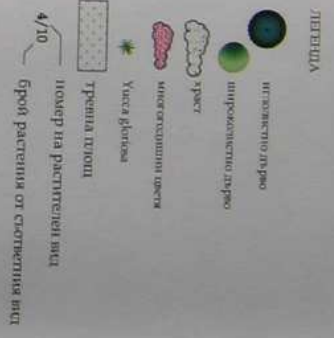 ЛЕГЕНДА
иглолистно дърво
широколистно дърво
храст
многогодишни цветя
Yucca gloriosa
тревна площ
4/10
номер на растителен вид
брой растения от съответния вид